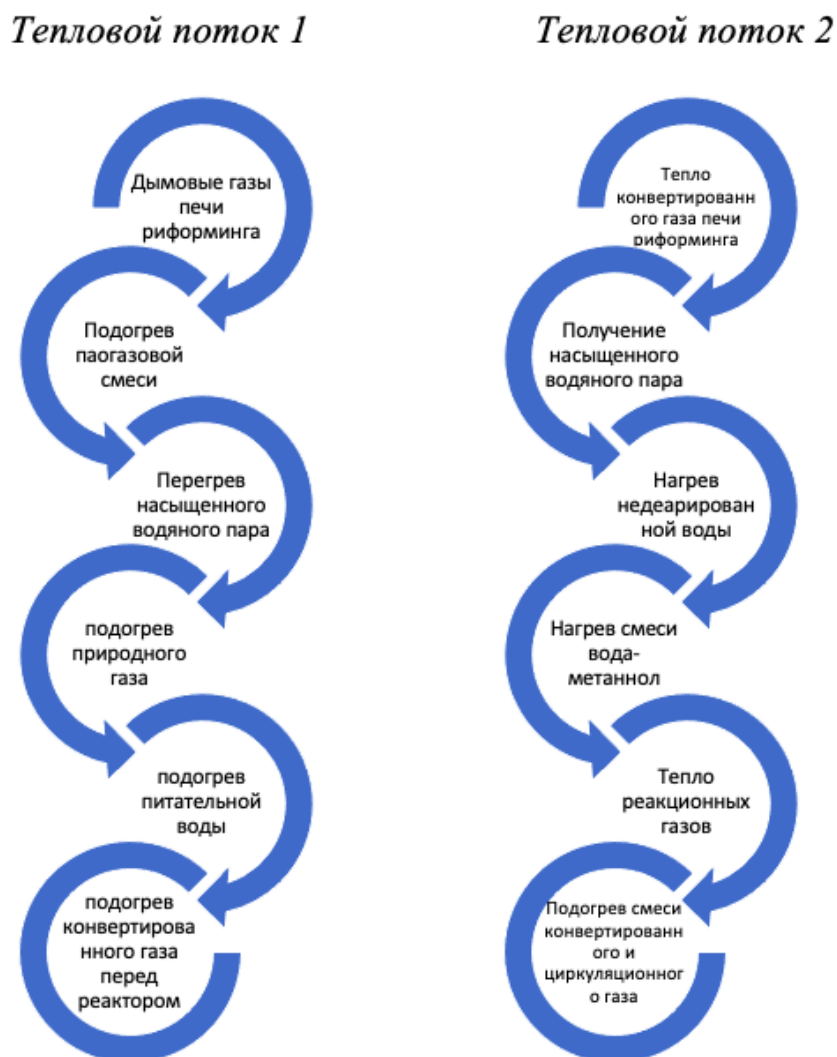 Тепловой поток 1
Дымовые газы
печи
риформинга
Подогрев
паогазовой
смеси
Перегрев
насыщенного
водяного пара
подогрев
природного
газа
подогрев
питательной
воды
подогрев
конвертирова
нного газа
перед
реактором
Тепловой поток 2
Тепло
конвертированн
ого газа печи
риформинга
Получение
насыщенного
водяного пара
Нагрев
недеарирован
ной воды
Нагрев смеси
вода-
метаннол
Тепло
реакционных
газов
Подогрев смеси
конвертированн
ого и
циркуляционног
о газа